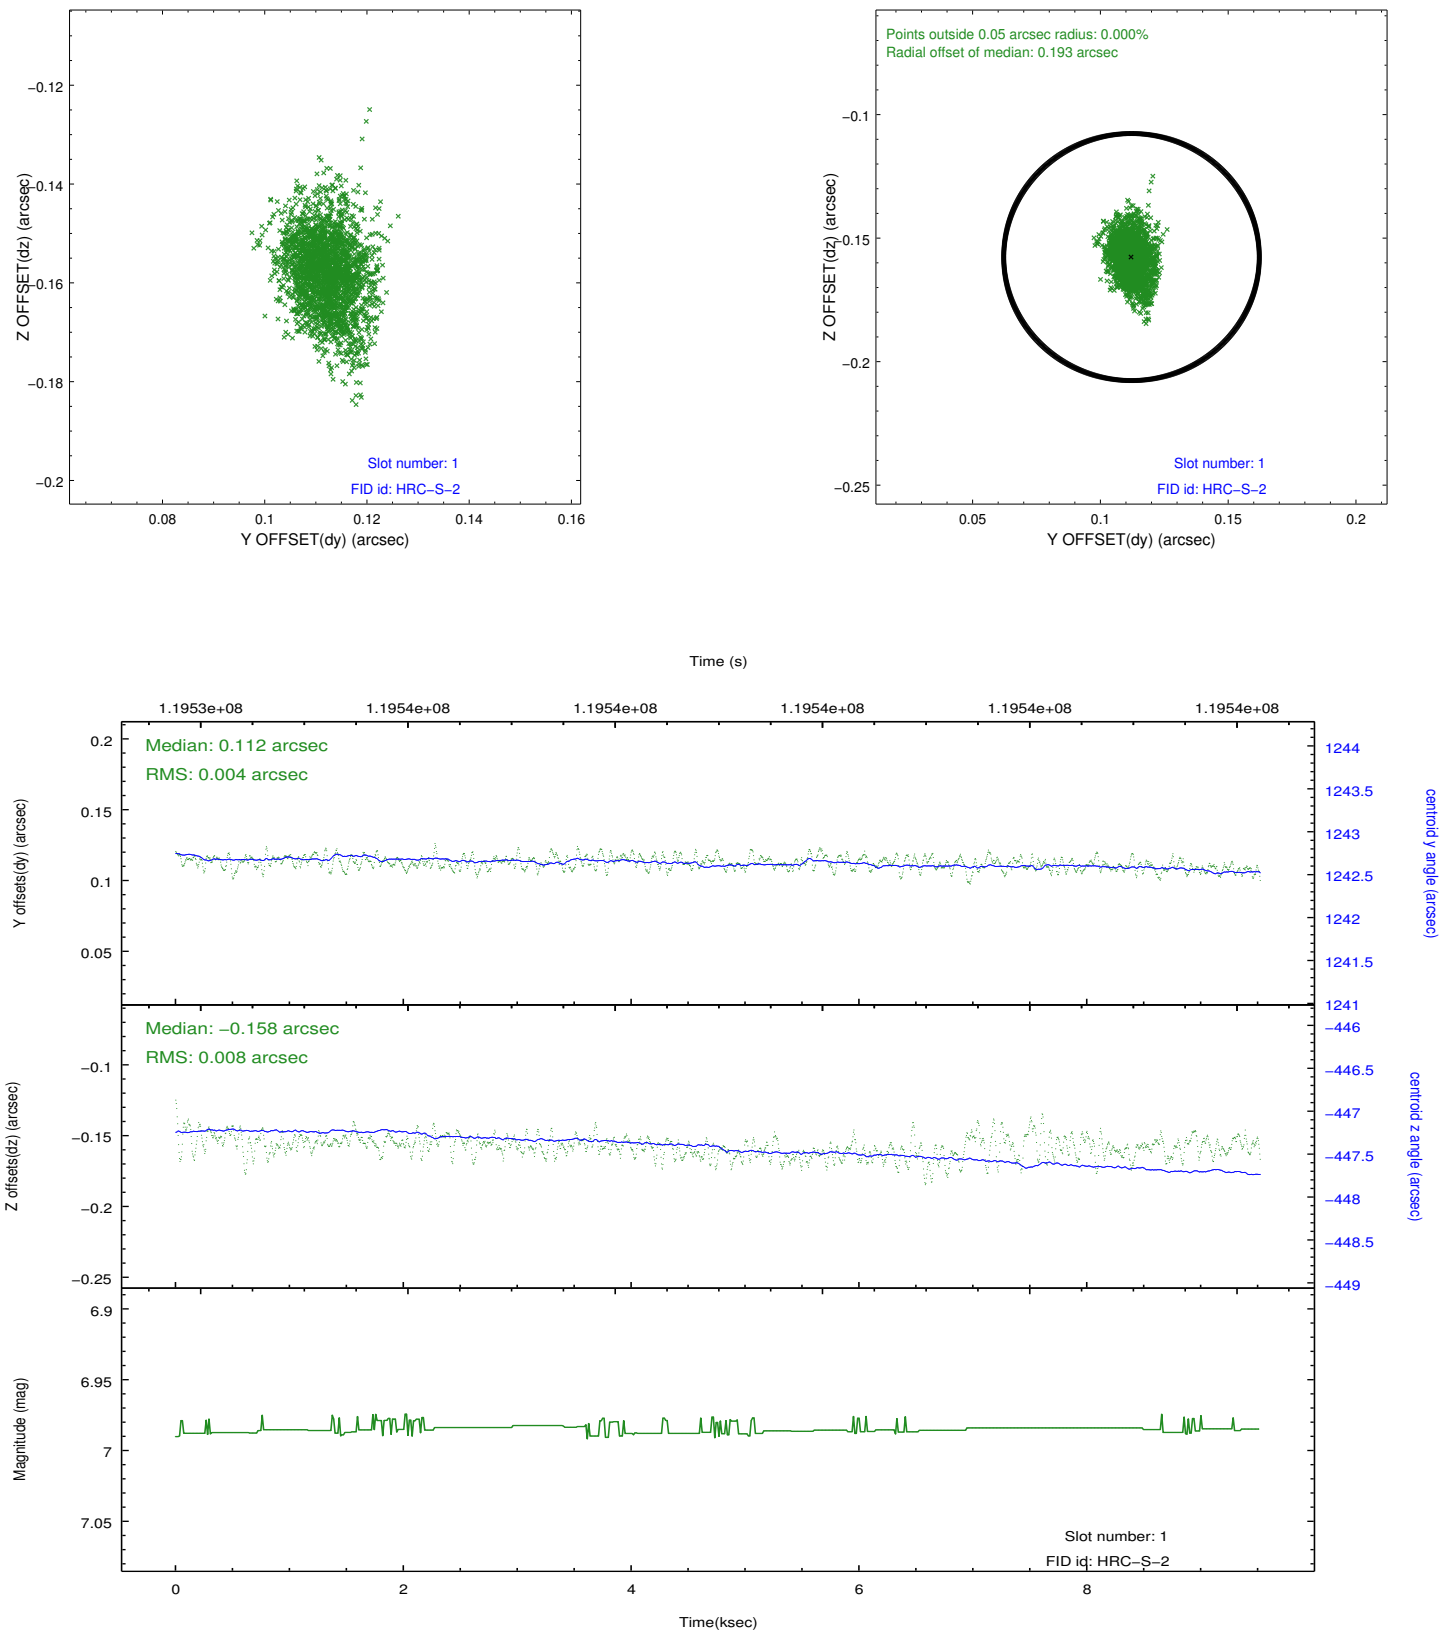 −0.12
−0.14
−0.16
−0.18
−0.2
Z OFFSET(dz) (arcsec)
Slot number: 1
FID id: HRC−S−2
0.08
0.1
0.12
0.14
0.16
Y OFFSET(dy) (arcsec)
Points outside 0.05 arcsec radius: 0.000%
Radial offset of median: 0.193 arcsec
−0.1
−0.15
−0.2
−0.25
Z OFFSET(dz) (arcsec)
Slot number: 1
FID id: HRC−S−2
0.05
0.1
0.15
0.2
Y OFFSET(dy) (arcsec)
Time (s)
1.1953e+08
1.1954e+08
1.1954e+08
1.1954e+08
1.1954e+08
1.1954e+08
Median: 0.112 arcsec
RMS: 0.004 arcsec
0.2
0.15
0.1
0.05
Y offsets(dy) (arcsec)
1244
1243.5
1243
1242.5
1242
1241.5
1241
centroid y angle (arcsec)
Median: −0.158 arcsec
RMS: 0.008 arcsec
−0.1
−0.15
−0.2
−0.25
Z offsets(dz) (arcsec)
−446
−446.5
−447
−447.5
−448
−448.5
−449
centroid z angle (arcsec)
6.9
6.95
7
7.05
Magnitude (mag)
Slot number: 1
FID id: HRC−S−2
0
2
4
6
8
Time(ksec)